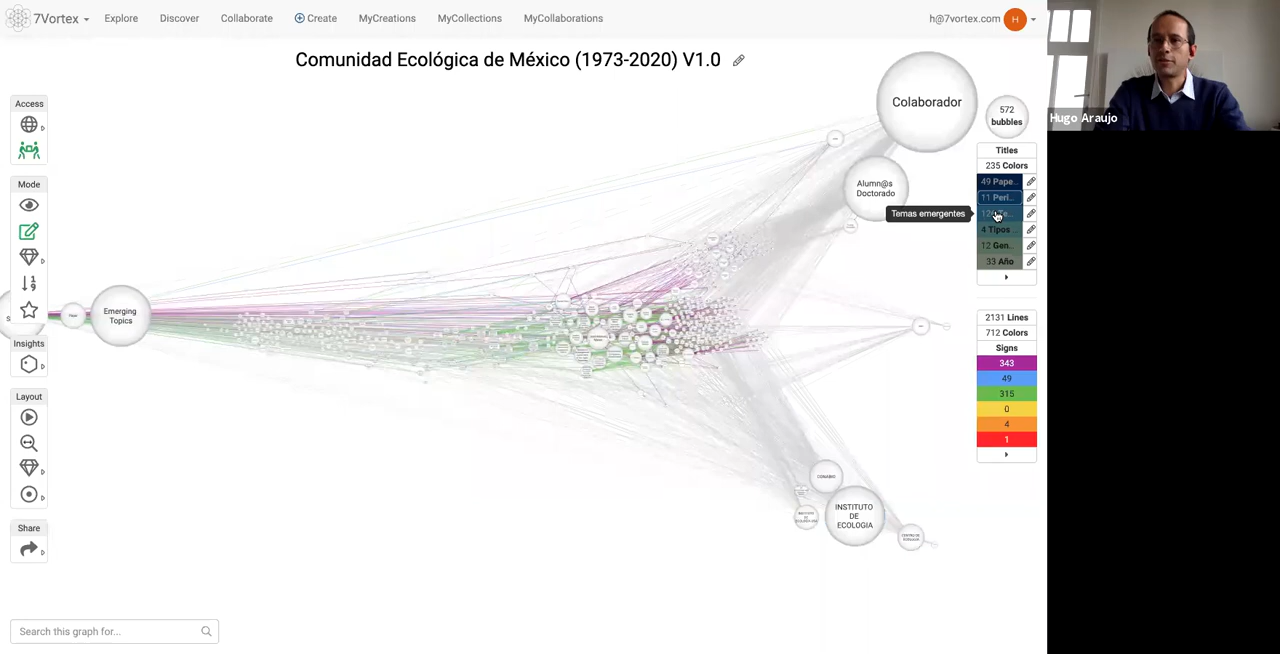 7Vortex
Explore
Discover
Collaborate
Create
MyCreations
MyCollections
MyCollaborations
h@7vortex.com
H
Comunidad Ecológica de México (1973-2020) V1.0
Access
Mode
Insights
Layout
Share
Search this graph for...
Emerging
Topics
Colaborador
Alumn@s
Doctorado
CONABIO
INSTITUTO
DE
ECOLOGIA
572
bubbles
Titles
235 Colors
49 Pape...
11 Peri...
Temas emergentes
4 Tipos
12 Gen...
33 Año
2131 Lines
712 Colors
Signs
343
49
315
0
4
1
Hugo Araujo